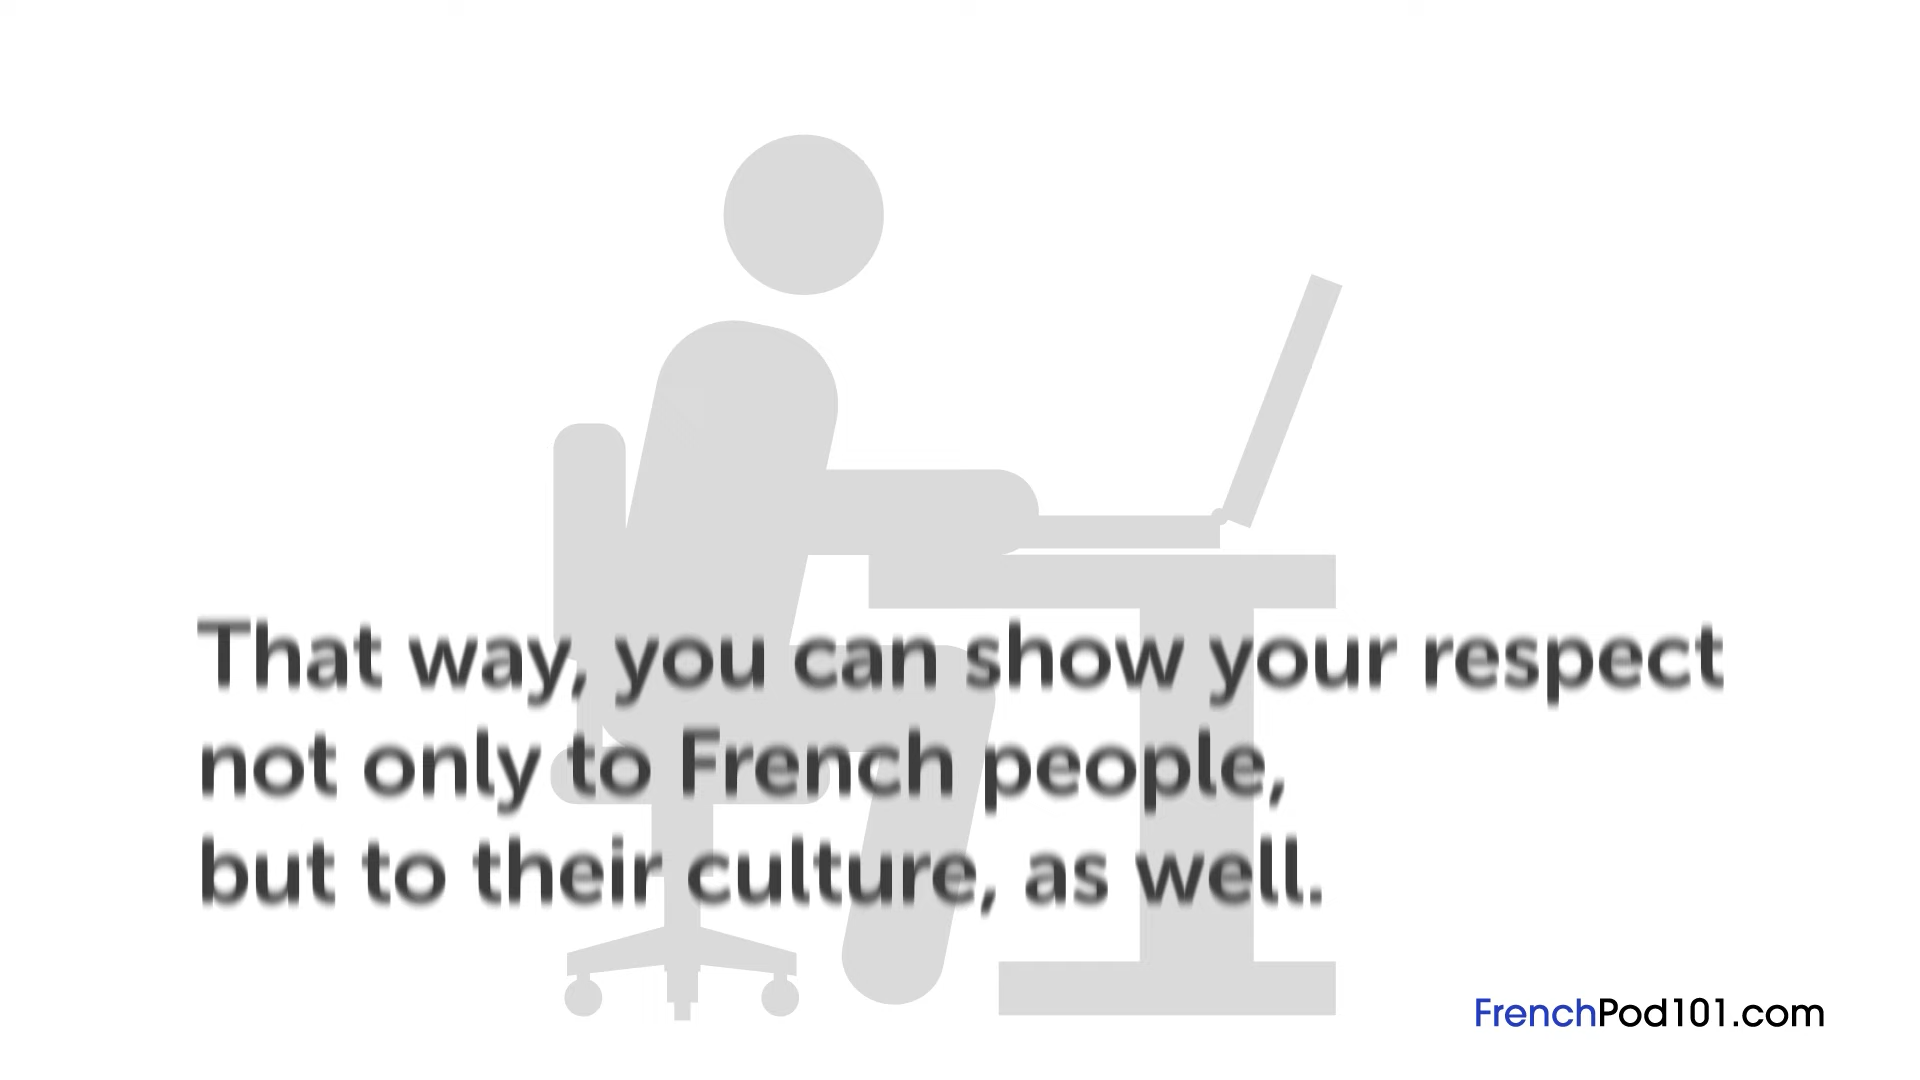 That way, you can show your respect
not only to French people,
but to their culture, as well.
FrenchPod101.com